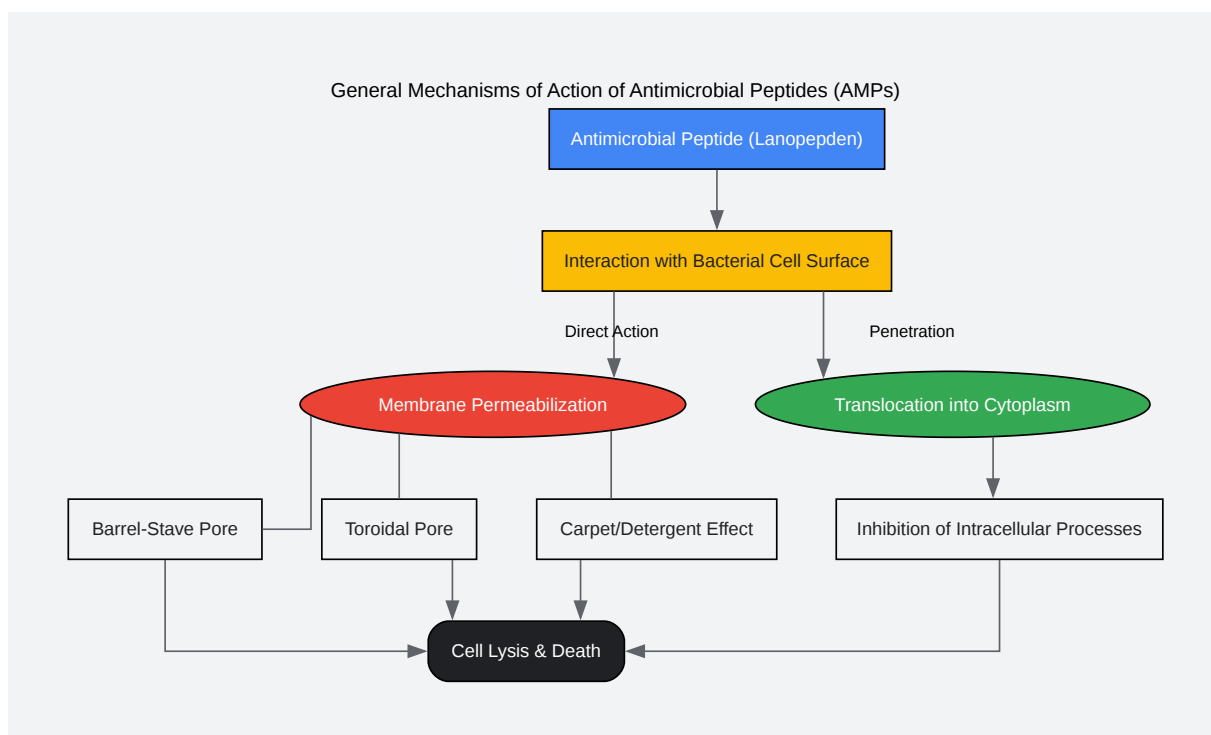 General Mechanisms of Action of Antimicrobial Peptides (AMPs)
Antimicrobial Peptide (Lanopepden)
Interaction with Bacterial Cell Surface
Direct Action
Penetration
Membrane Permeabilization
Translocation into Cytoplasm
Barrel-Stave Pore
Toroidal Pore
Carpet/Detergent Effect
Inhibition of Intracellular Processes
Cell Lysis & Death